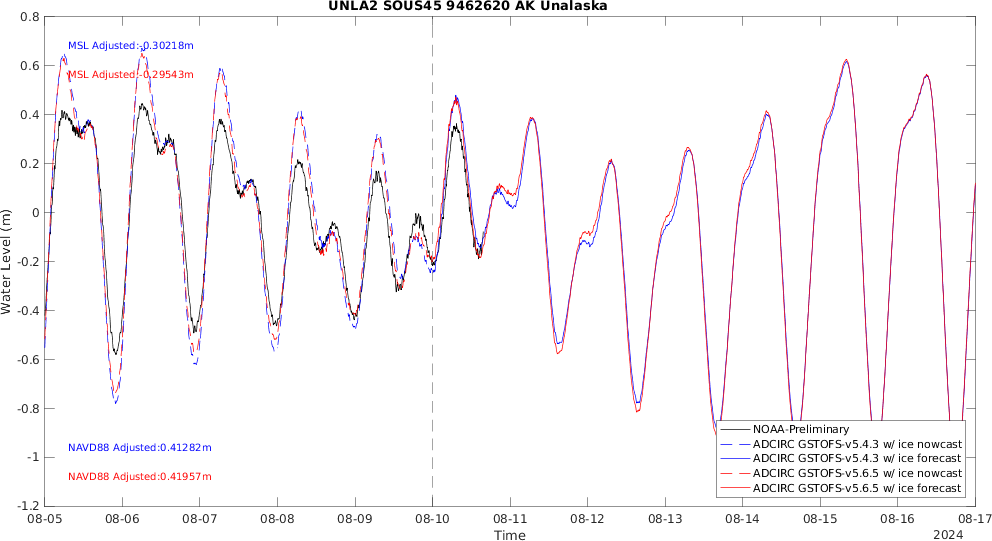 UNLA2 SOUS45 9462620 AK Unalaska
0.8
0.6
0.4
0.2
0
-0.2
-0.4
-0.6
-0.8
-1
-1.2
Water Level (m)
MSL Adjusted:-0.30218m
MSL Adjusted:-0.29543m
NAVD88 Adjusted:0.41282m
NAVD88 Adjusted:0.41957m
NOAA-Preliminary
ADCIRC GSTOFS-v5.4.3 w/ ice nowcast
ADCIRC GSTOFS-v5.4.3 w/ ice forecast
ADCIRC GSTOFS-v5.6.5 w/ ice nowcast
ADCIRC GSTOFS-v5.6.5 w/ ice forecast
08-05 08-06 08-07 08-08 08-09 08-10 08-11 08-12 08-13 08-14 08-15 08-16 08-17
Time
2024